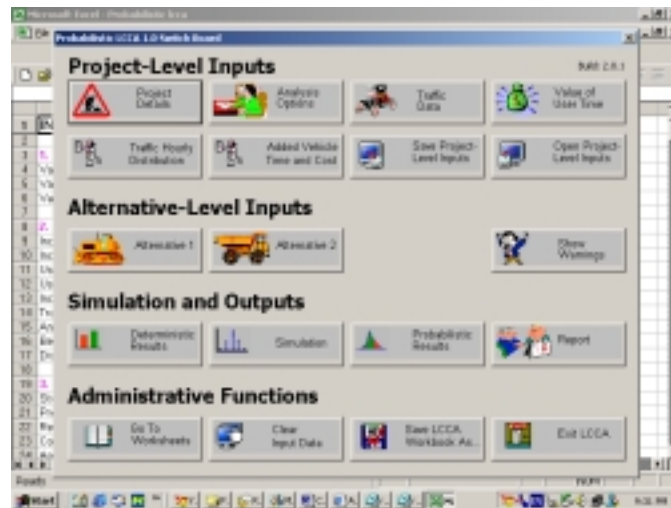 Microsoft Excel - Probabilistic lcca
Probabilistic LCCA 1.0 Switch Board
Project-Level Inputs
Build: 2.0.1
Project Details
Analysis Options
Traffic Data
Value of User Time
Traffic Hourly Distribution
Added Vehicle Time and Cost
Save Project-Level Inputs
Open Project-Level Inputs
Alternative-Level Inputs
Alternative 1
Alternative 2
Show Warnings
Simulation and Outputs
Deterministic Results
Simulation
Probabilistic Results
Report
Administrative Functions
Go To Worksheets
Clear Input Data
Save LCCA Workbook As...
Exit LCCA
Ready
NUM
Start